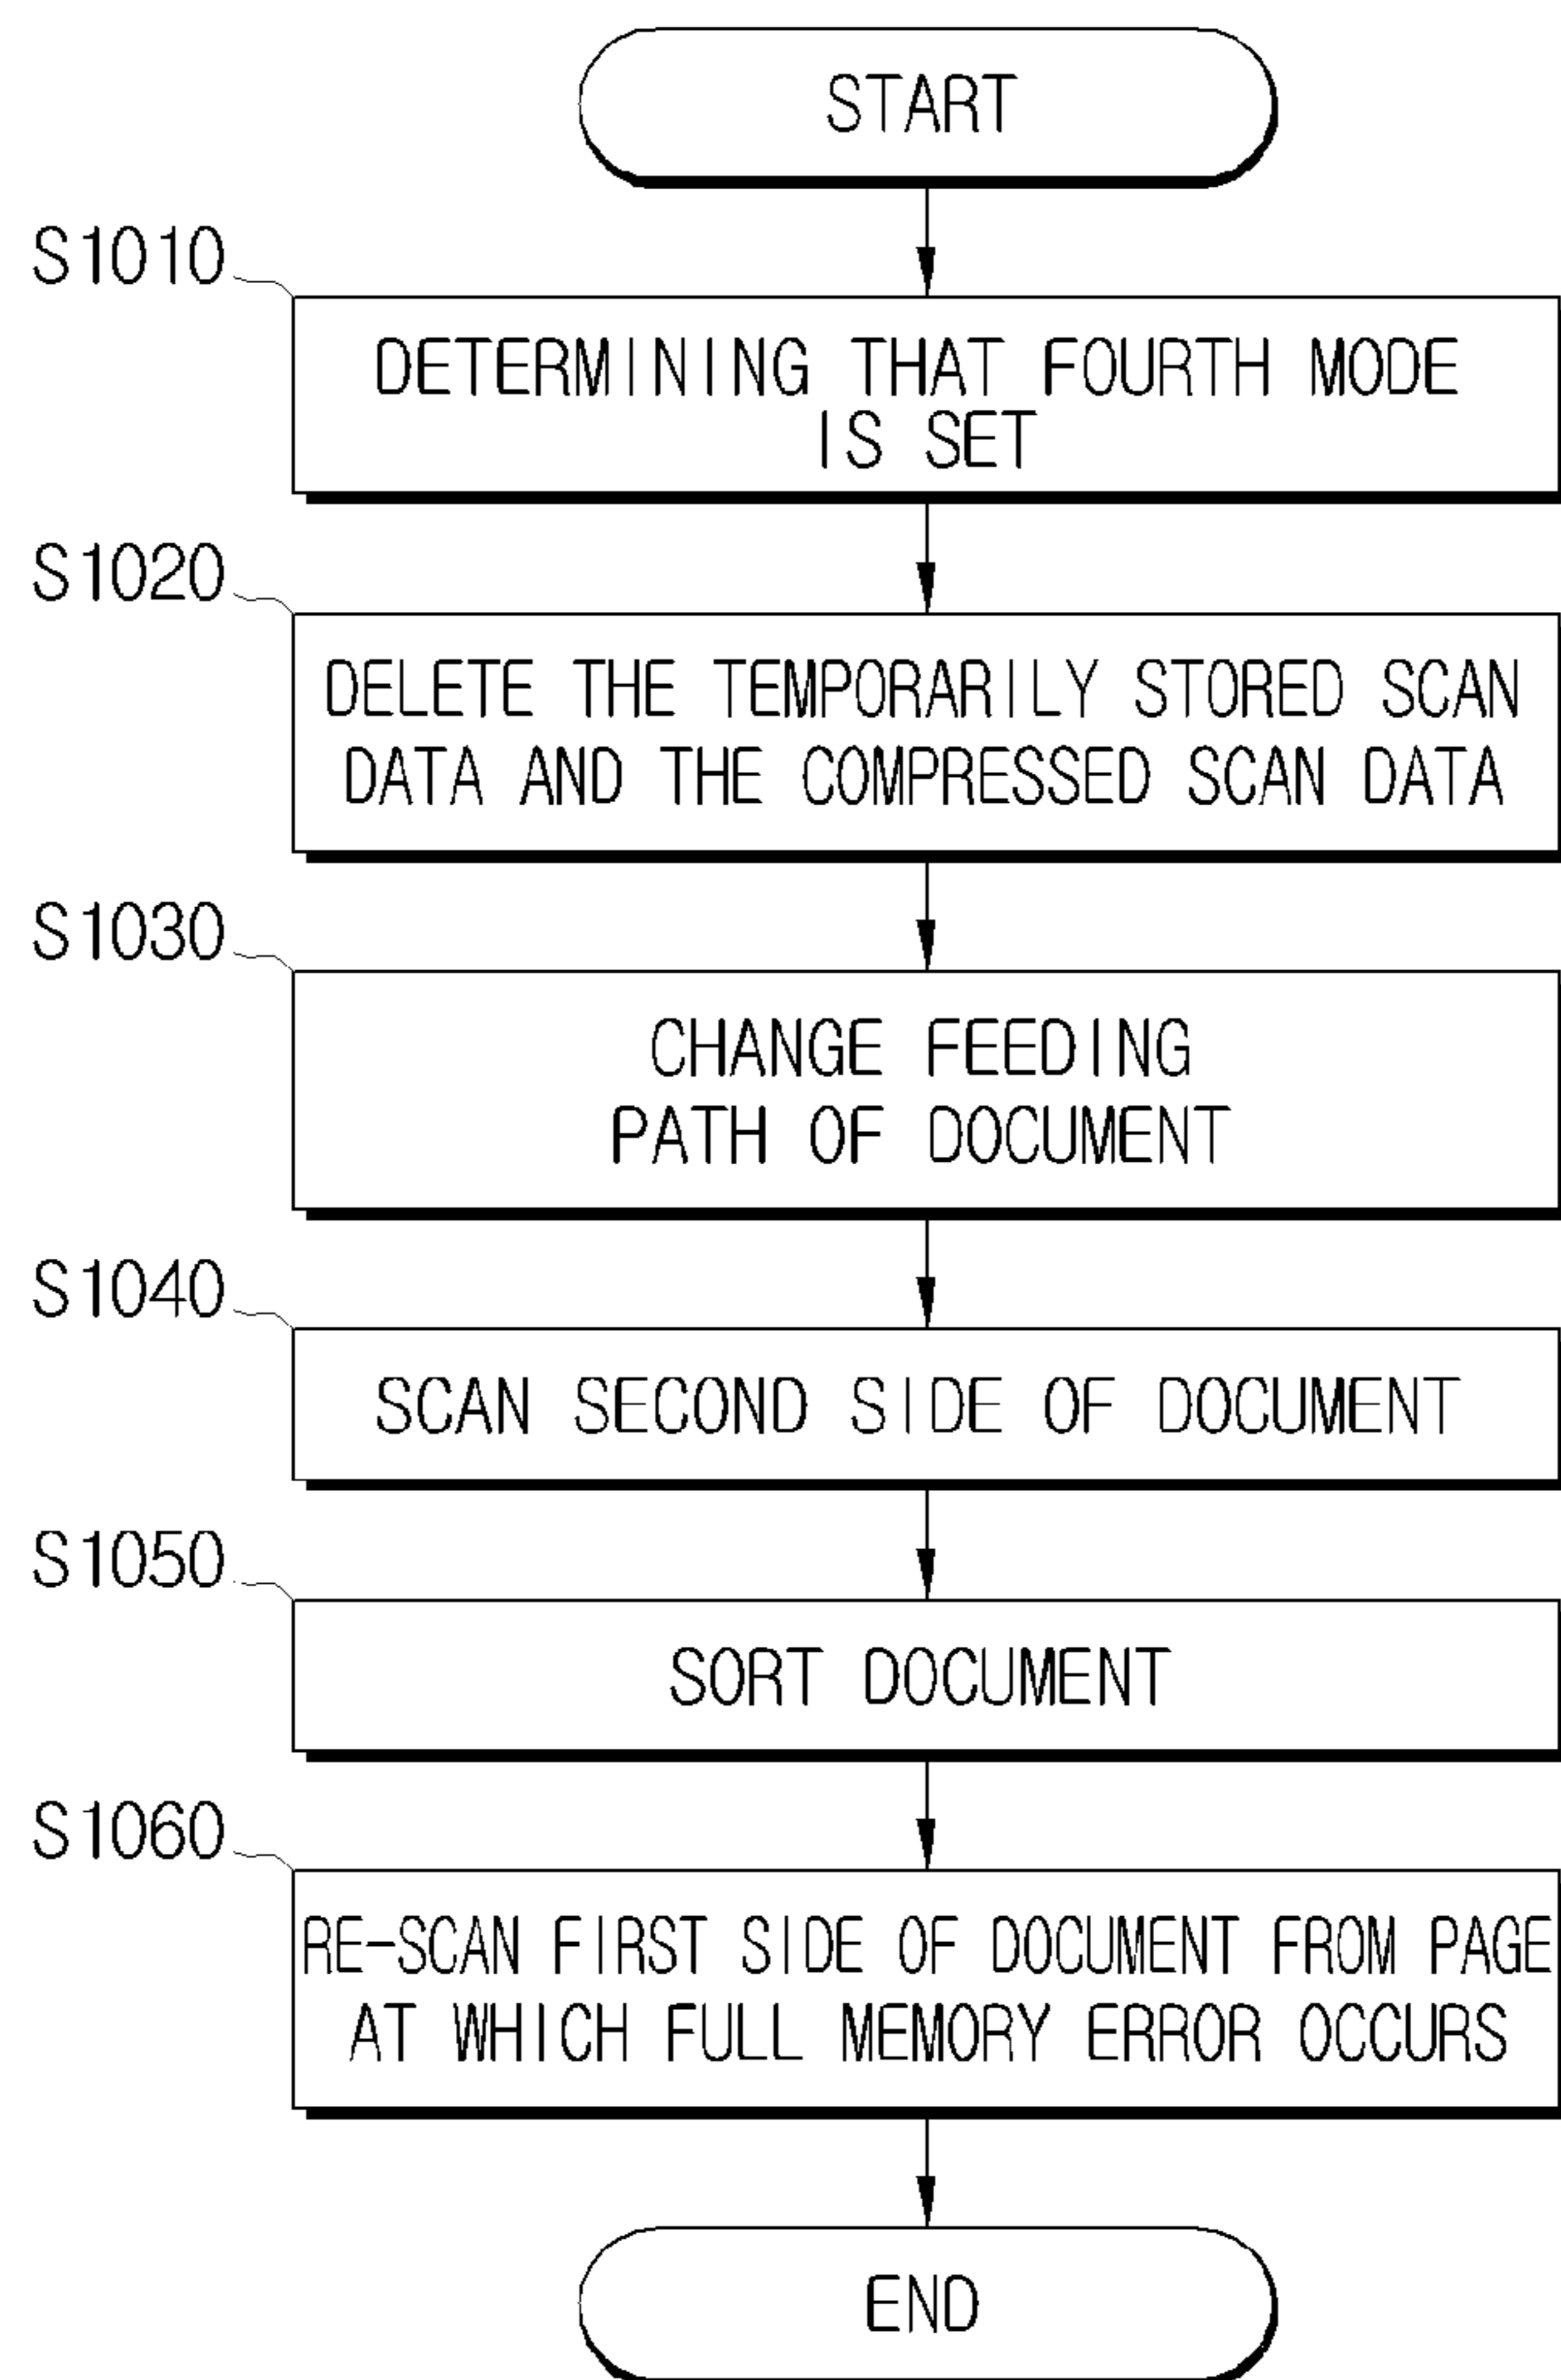 START
S1010
DETERMINING THAT FOURTH MODE
IS SET
S1020
DELETE THE TEMPORARILY STORED SCAN
DATA AND THE COMPRESSED SCAN DATA
S1030
CHANGE FEEDING
PATH OF DOCUMENT
S1040
SCAN SECOND SIDE OF DOCUMENT
S1050
SORT DOCUMENT
S1060
RE-SCAN FIRST SIDE OF DOCUMENT FROM PAGE
AT WHICH FULL MEMORY ERROR OCCURS
END